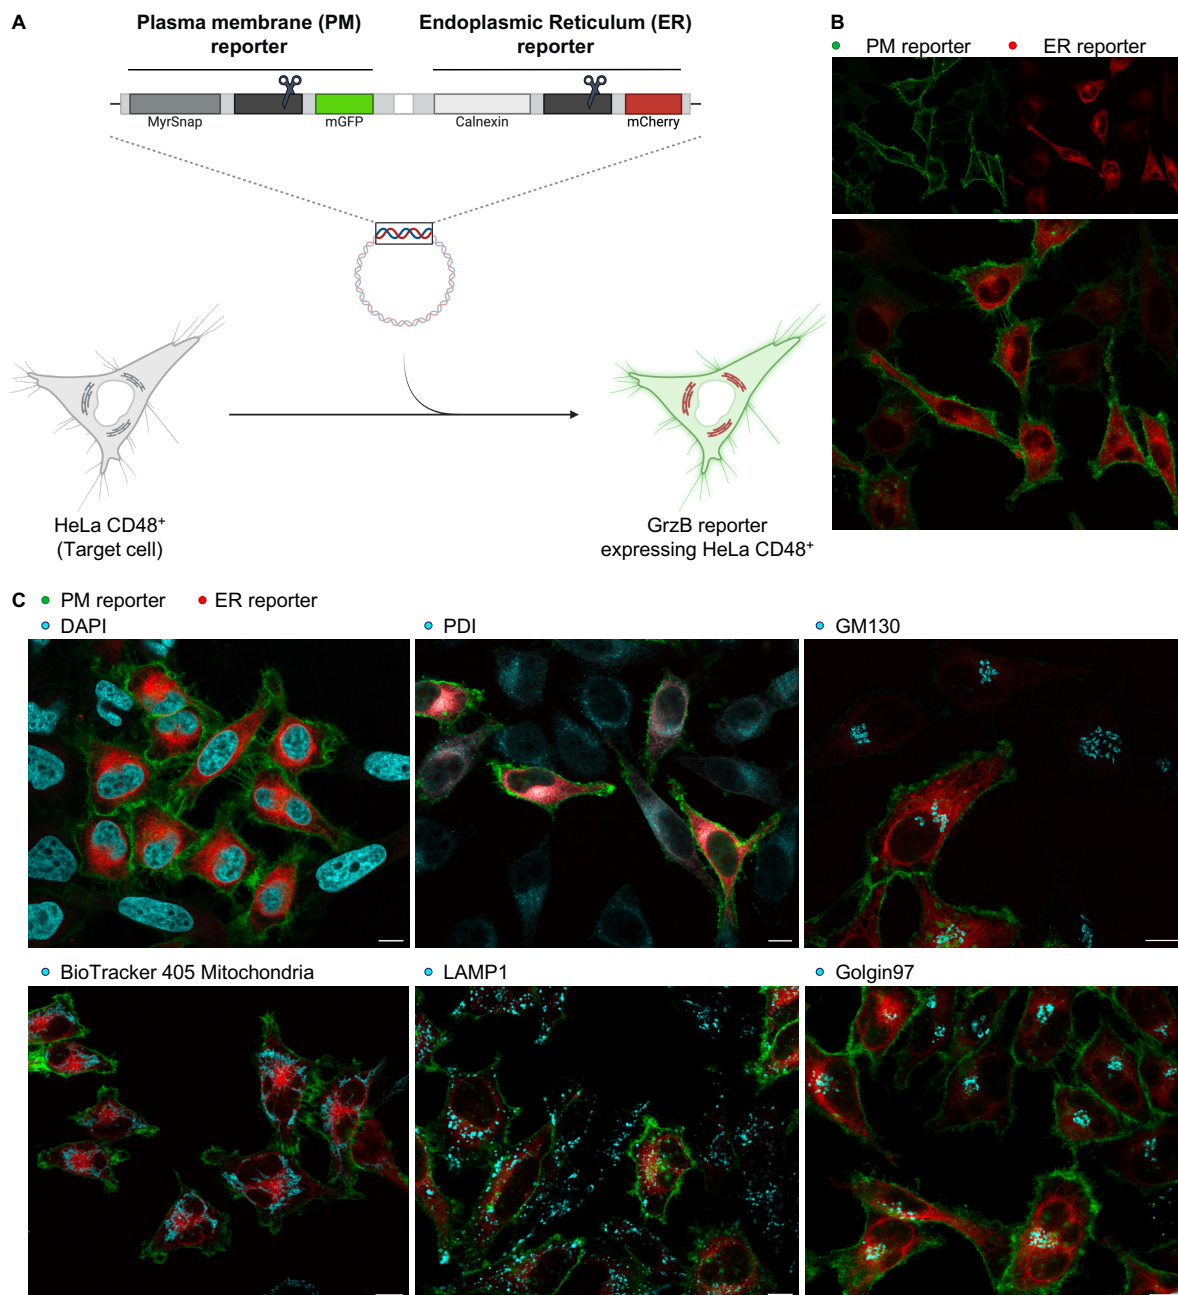 A
Plasma membrane (PM)
reporter
Endoplasmic Reticulum (ER)
reporter
MyrSnap
mGFP
Calnexin
mCherry
HeLa CD48⁺
(Target cell)
GrzB reporter
expressing HeLa CD48⁺
B
PM reporter
ER reporter
C
PM reporter
ER reporter
DAPI
PDI
GM130
BioTracker 405 Mitochondria
LAMP1
Golgin97